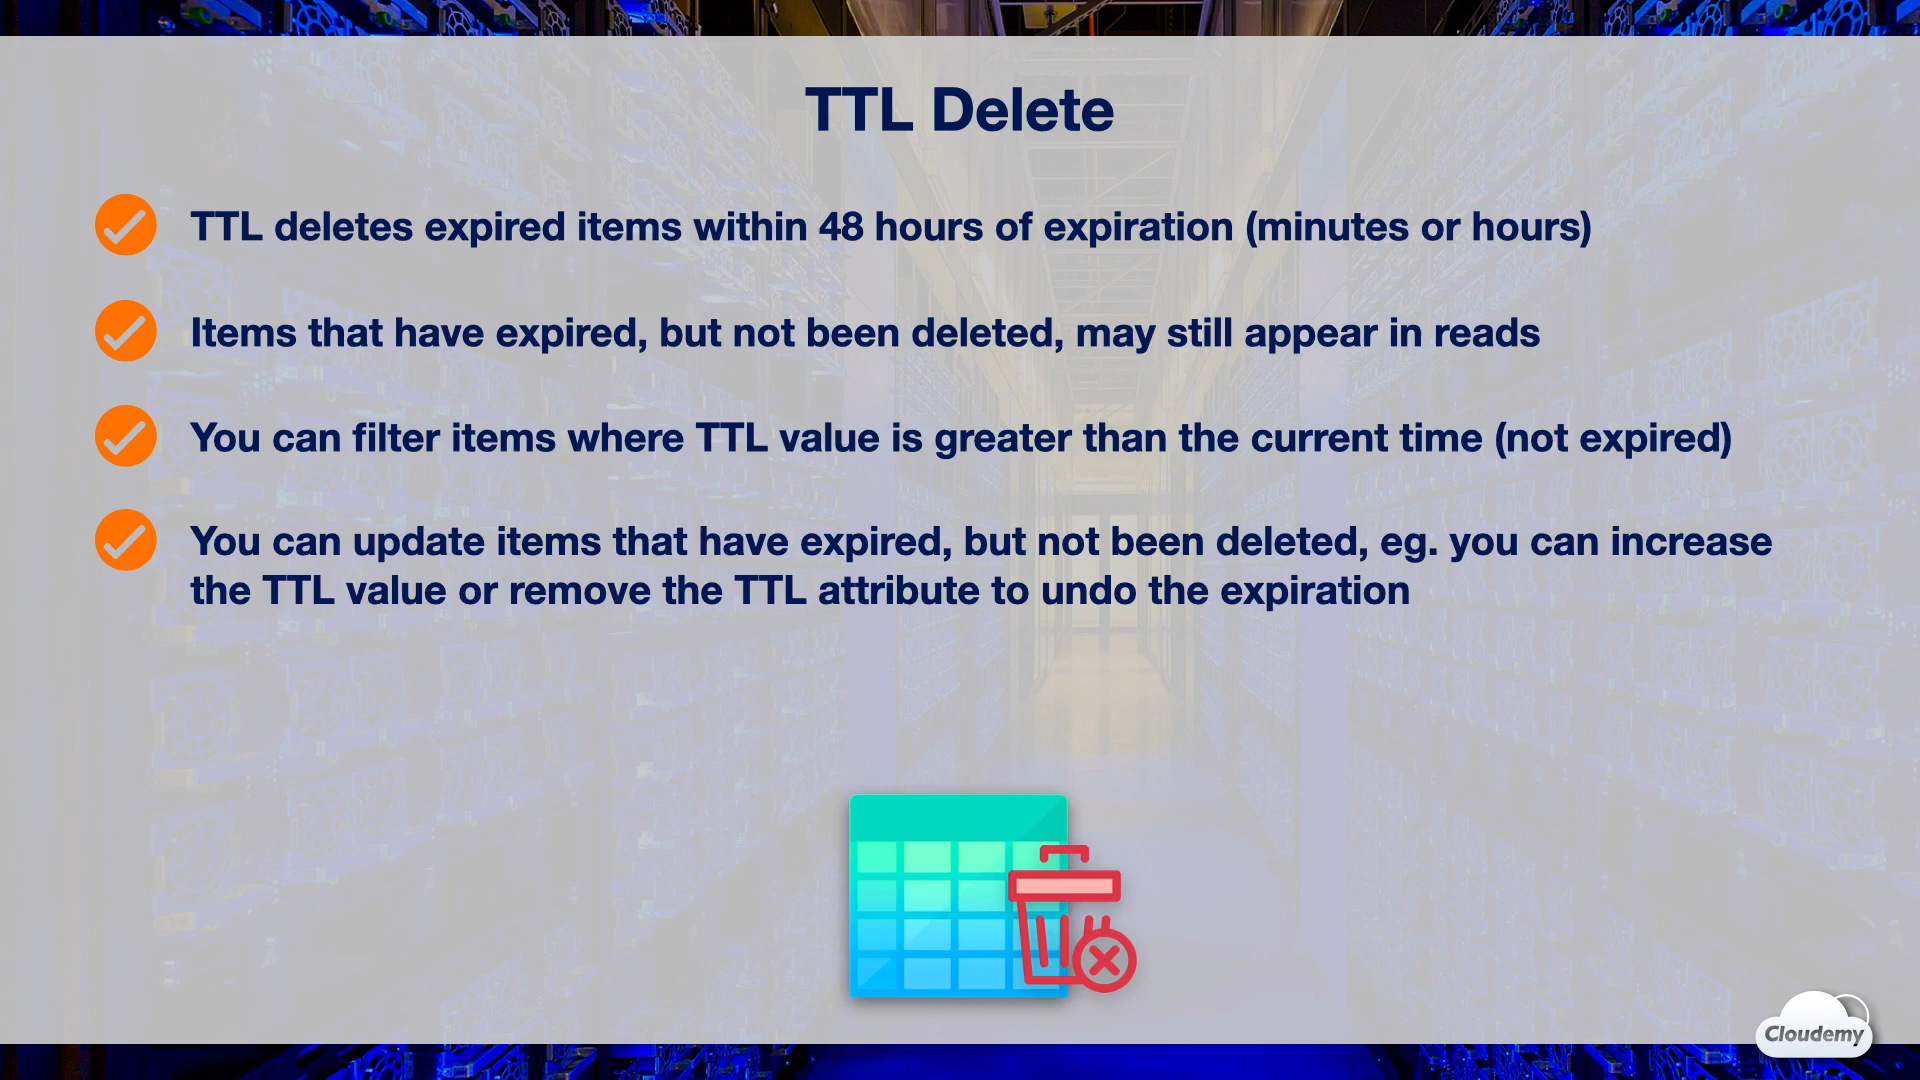 TTL Delete
TTL deletes expired items within 48 hours of expiration (minutes or hours)
Items that have expired, but not been deleted, may still appear in reads
You can filter items where TTL value is greater than the current time (not expired)
You can update items that have expired, but not been deleted, eg. you can increase
the TTL value or remove the TTL attribute to undo the expiration
Cloudemy